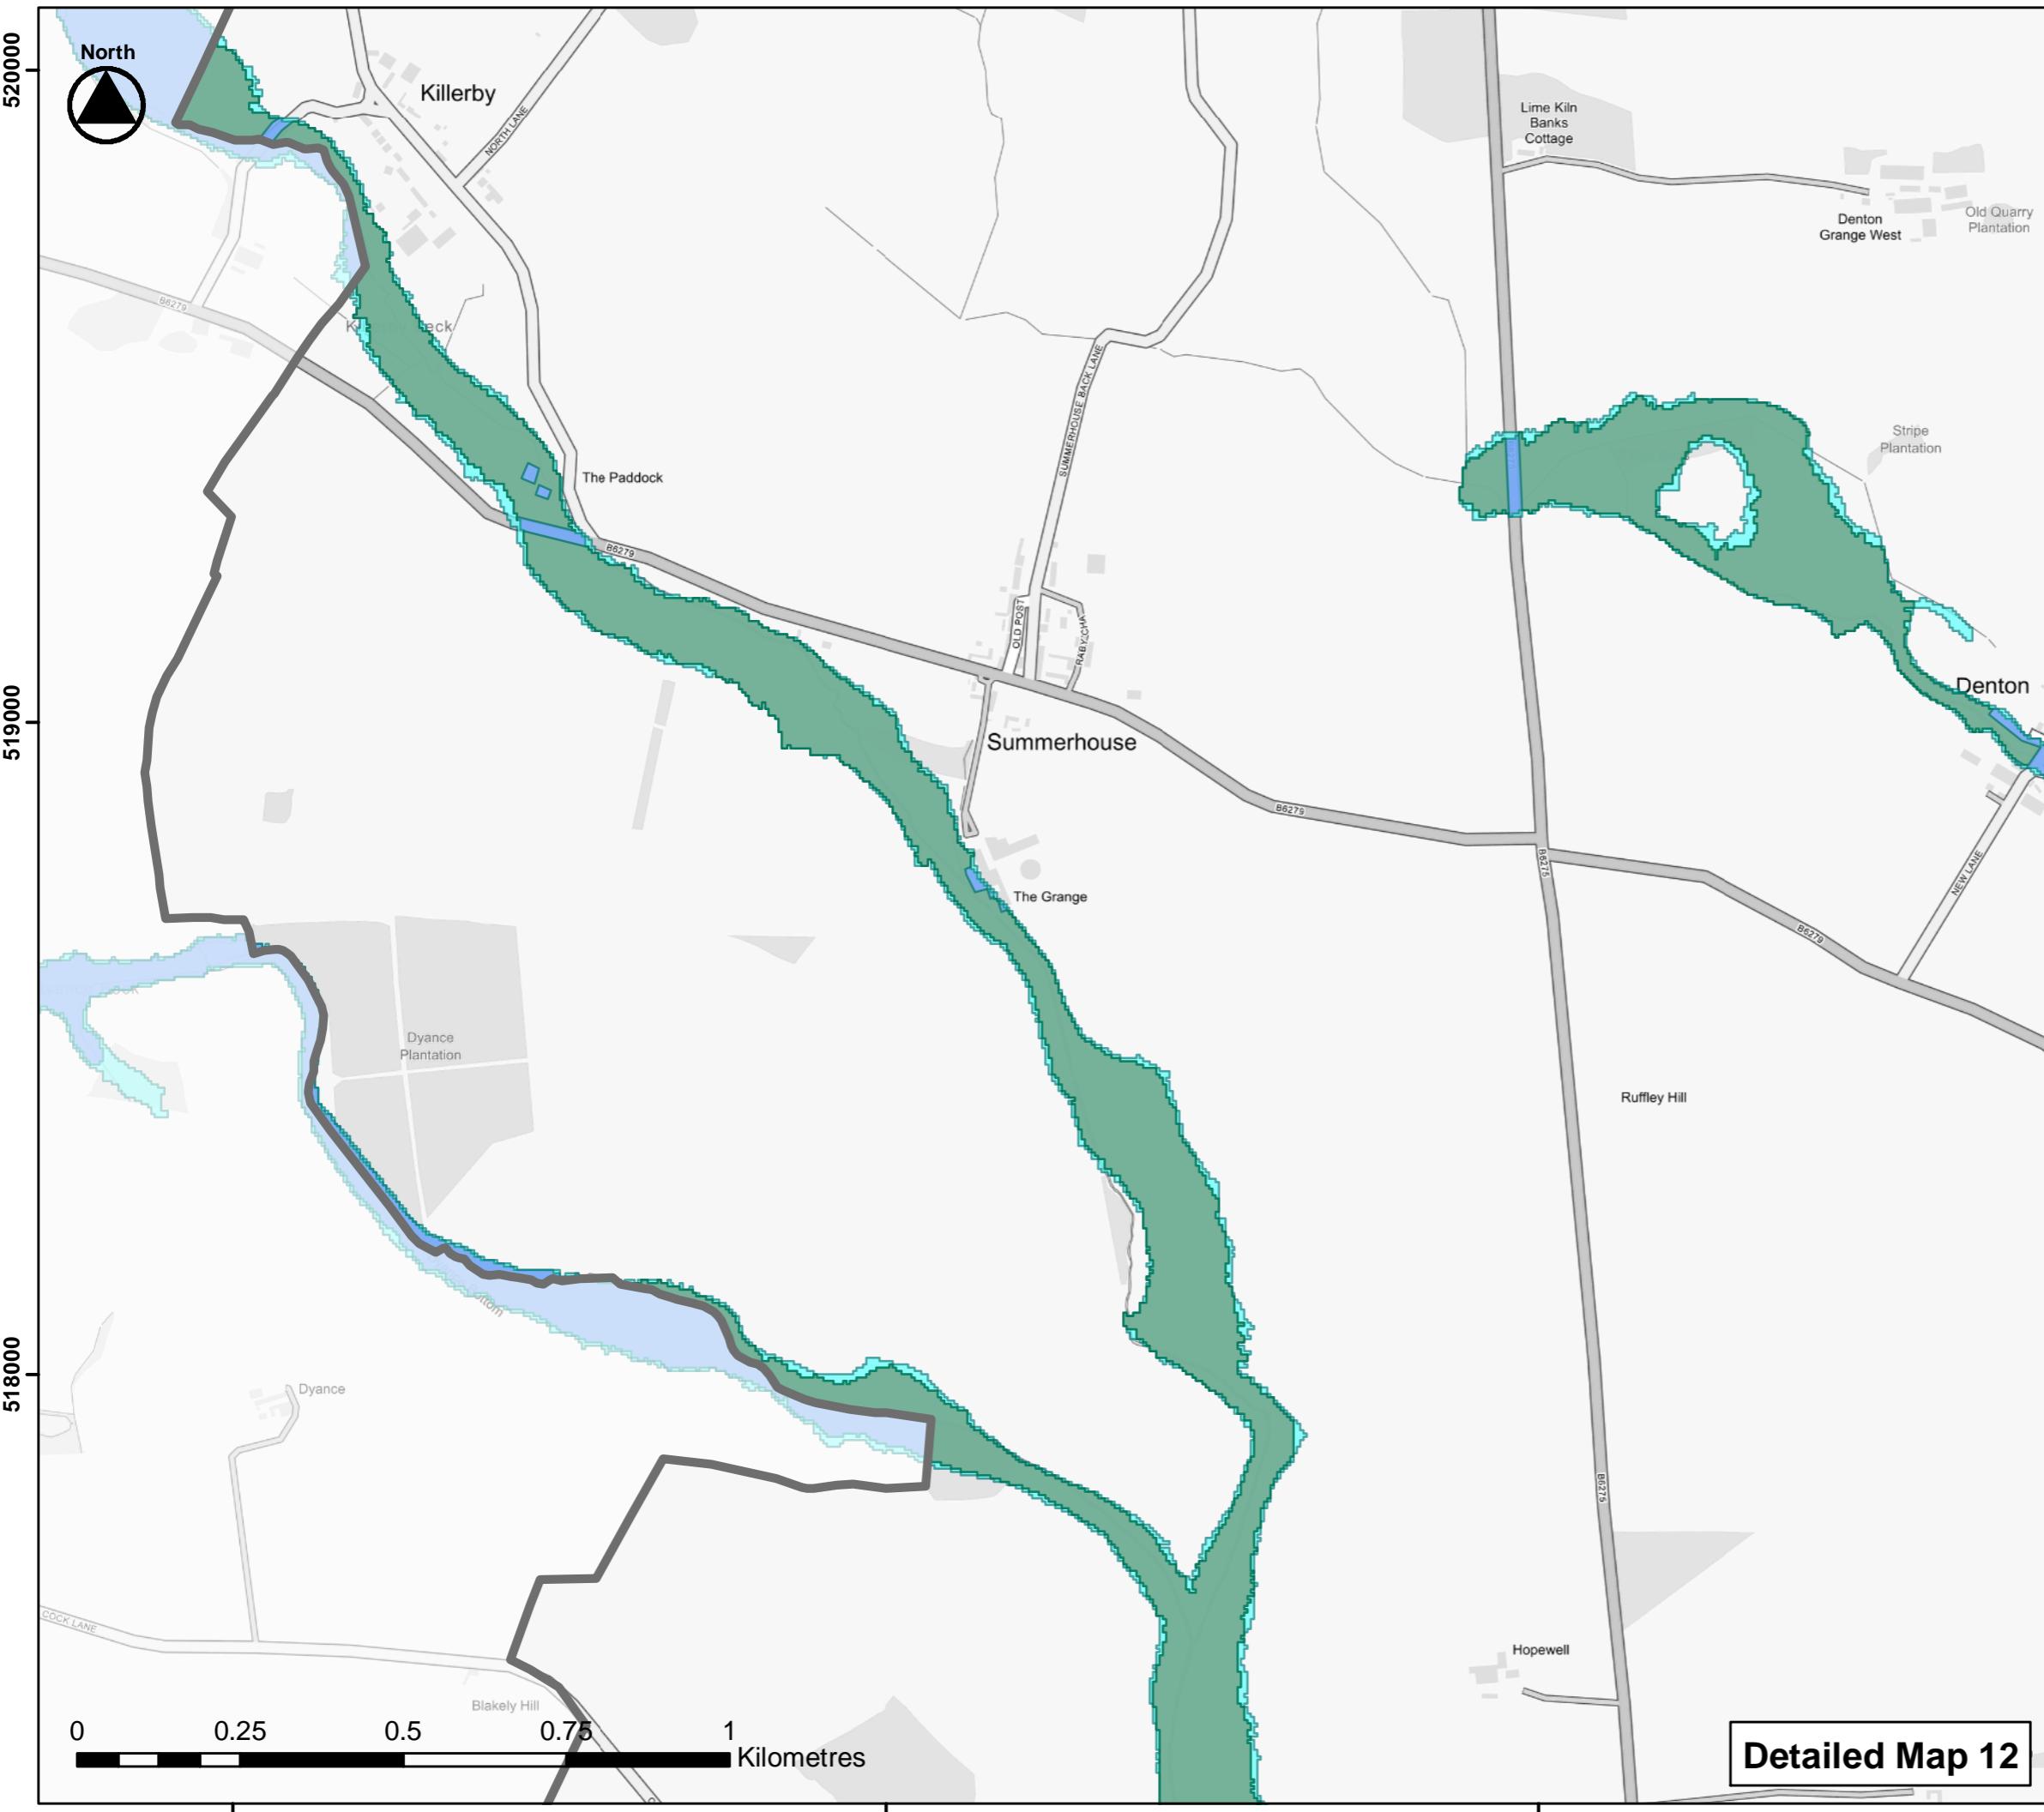 520000
North
Killerby
NORTH LANE
Lime Kiln
Banks
Cottage
Denton
Grange West
Old Quarry
Plantation
B6279
SUMMERHOUSE BACK LANE
Stripe
Plantation
The Paddock
B6279
OLD POST
RABY CHA
519000
Denton
Summerhouse
B6279
B6275
NEW LANE
The Grange
B6279
Dyance
Plantation
Ruffley Hill
518000
Dyance
B6275
COCK LANE
Hopewell
Blakely Hill
0 0.25 0.5 0.75 1
Kilometres
Detailed Map 12